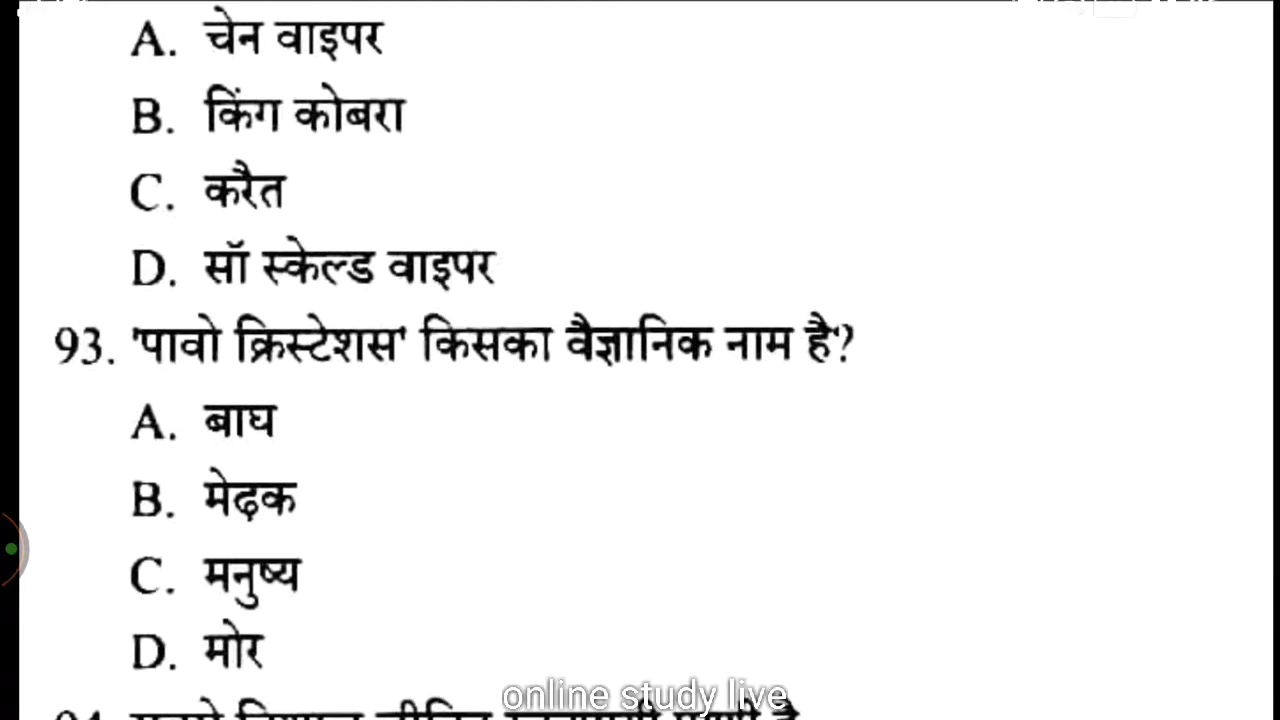 A. चेन वाइपर
B. किंग कोबरा
C. करैत
D. सॉ स्केल्ड वाइपर
93. 'पावो क्रिस्टेशस' किसका वैज्ञानिक नाम है?
A. बाघ
B. मेढ़क
C. मनुष्य
D. मोर
online study live